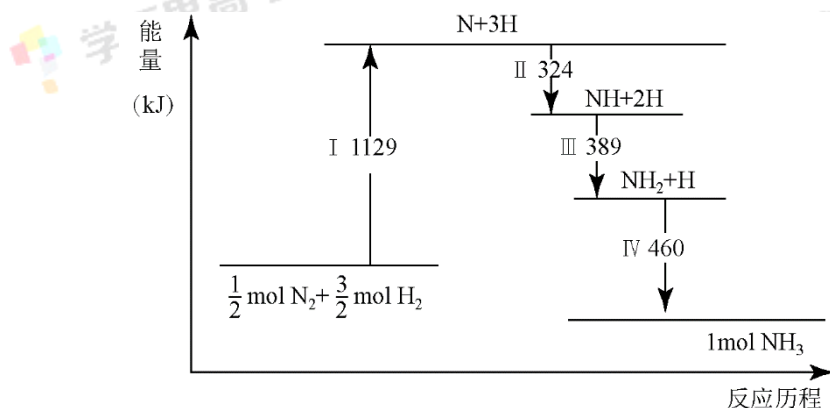 学
能
量
(kJ)
N+3H
Ⅱ 324
NH+2H
Ⅰ 1129
Ⅲ 389
NH₂+H
Ⅳ 460
1/2 mol N₂+ 3/2 mol H₂
1mol NH₃
反应历程